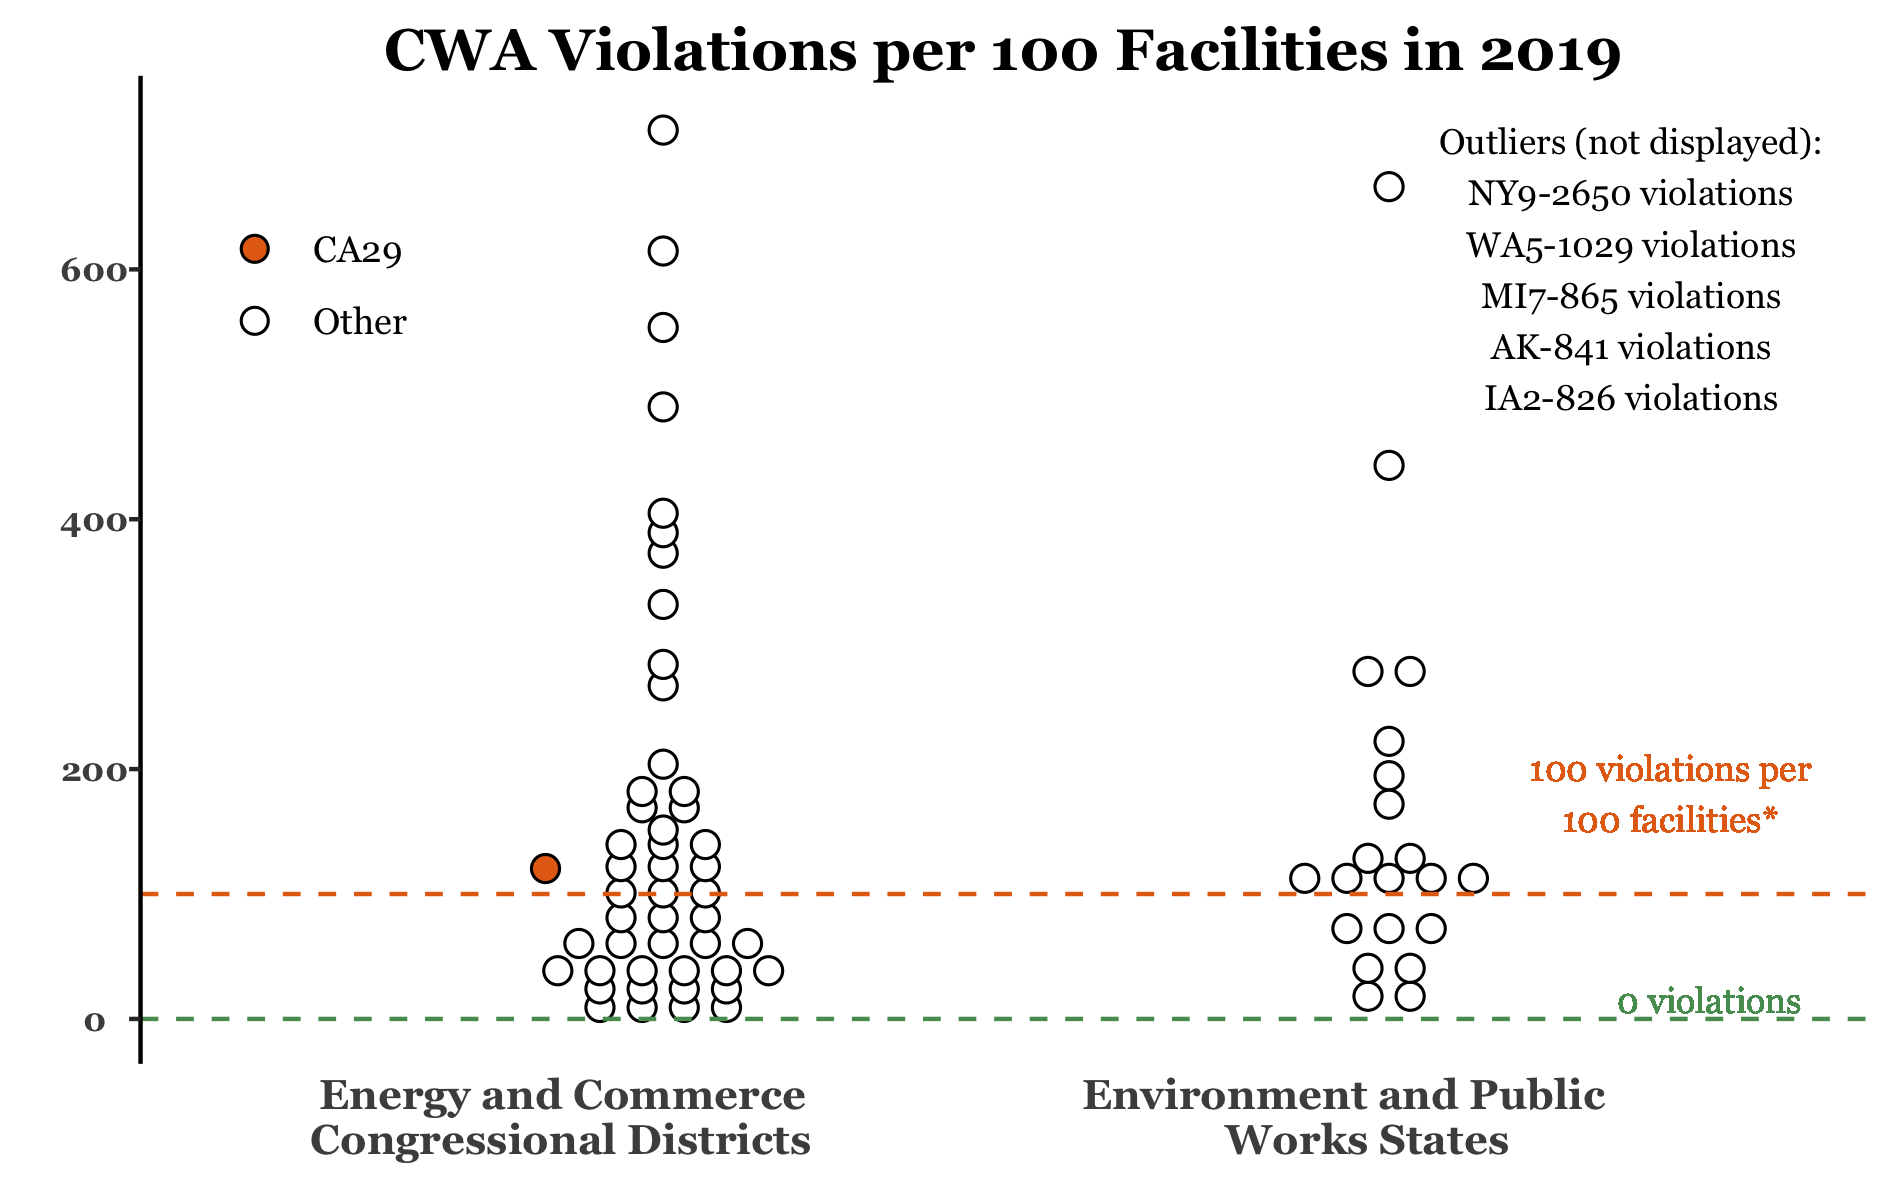 CWA Violations per 100 Facilities in 2019
Outliers (not displayed):
NY9-2650 violations
WA5-1029 violations
MI7-865 violations
AK-841 violations
IA2-826 violations
CA29
Other
600
400
200
0
100 violations per
100 facilities*
0 violations
Energy and Commerce
Congressional Districts
Environment and Public
Works States